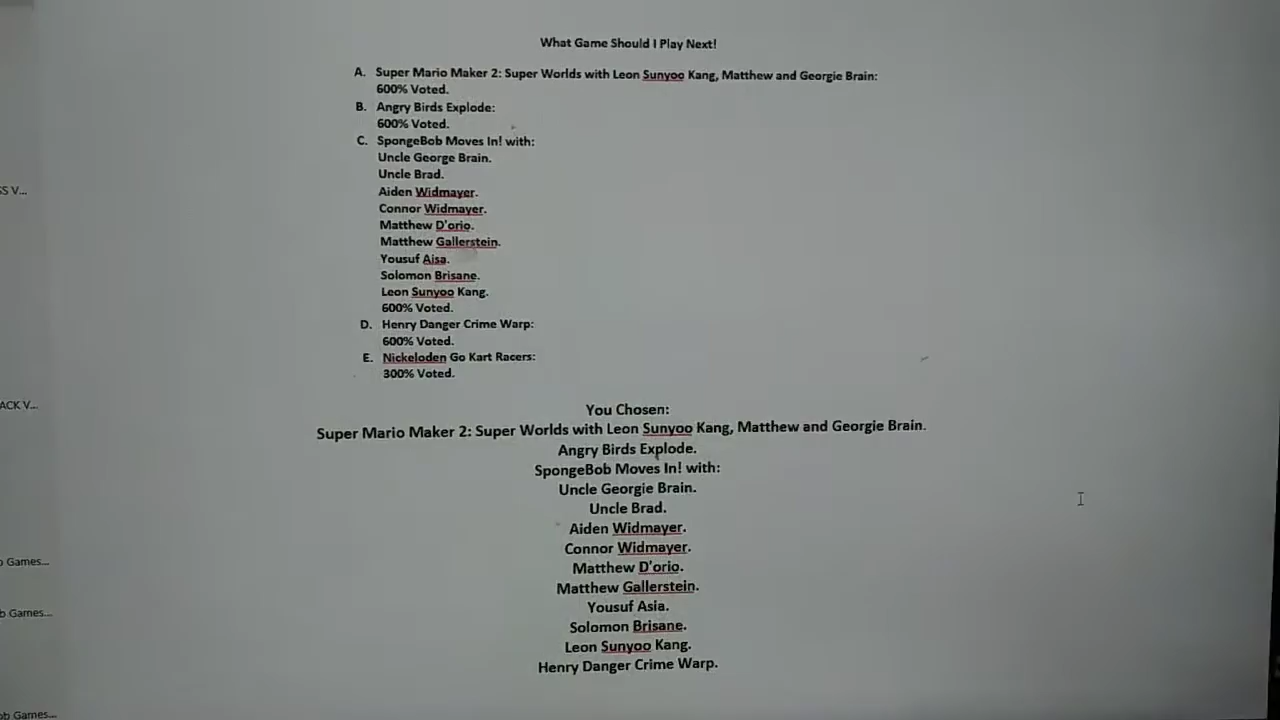 What Game Should I Play Next!
A. Super Mario Maker 2: Super Worlds with Leon Sunyoo Kang, Matthew and Georgie Brain:
600% Voted.
B. Angry Birds Explode:
600% Voted.
C. SpongeBob Moves In! with:
Uncle George Brain.
Uncle Brad.
Aiden Widmayer.
Connor Widmayer.
Matthew D'orio.
Matthew Gallerstein.
Yousuf Aisa.
Solomon Brisane.
Leon Sunyoo Kang.
600% Voted.
D. Henry Danger Crime Warp:
600% Voted.
E. Nickeloden Go Kart Racers:
300% Voted.
You Chosen:
Super Mario Maker 2: Super Worlds with Leon Sunyoo Kang, Matthew and Georgie Brain.
Angry Birds Explode.
SpongeBob Moves In! with:
Uncle Georgie Brain.
Uncle Brad.
Aiden Widmayer.
Connor Widmayer.
Matthew D'orio.
Matthew Gallerstein.
Yousuf Asia.
Solomon Brisane.
Leon Sunyoo Kang.
Henry Danger Crime Warp.
V...
V...
Games...
Games...
Games...